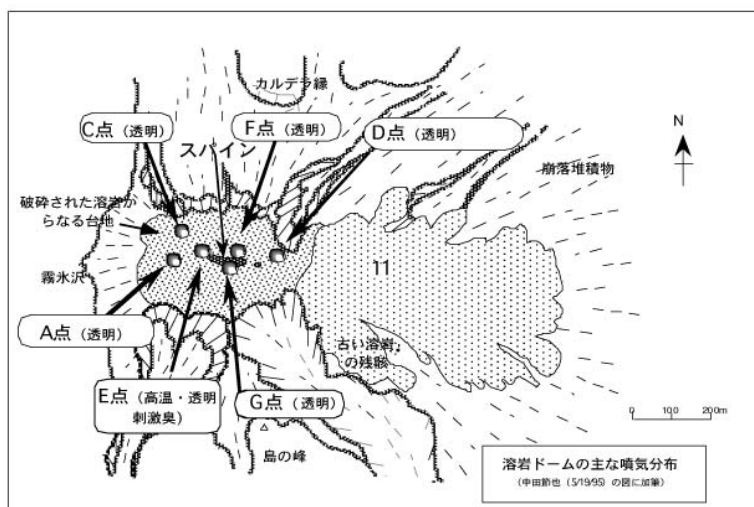 カルデラ縁
C点（透明）
F点（透明）
D点（透明）
N
スパイン
崩落堆積物
破砕された溶岩か
らなる台地
11
霧氷沢
A点（透明）
古い溶岩
の残骸
E点（高温・透明
刺激臭）
G点（透明）
0 100 200m
島の峰
溶岩ドームの主な噴気分布
（中田節也（5/19/95）の図に加筆）